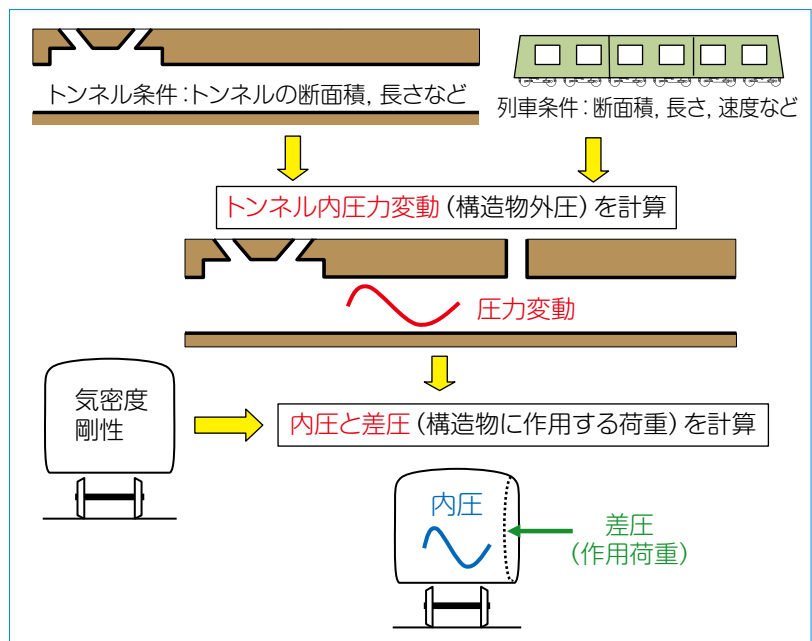 トンネル条件：トンネルの断面積，長さなど
列車条件：断面積，長さ，速度など
トンネル内圧力変動（構造物外圧）を計算
圧力変動
気密度
剛性
内圧と差圧（構造物に作用する荷重）を計算
内圧
差圧
（作用荷重）